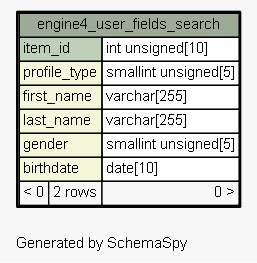 engine4_user_fields_search
item_id int unsigned[10]
profile_type smallint unsigned[5]
first_name varchar[255]
last_name varchar[255]
gender smallint unsigned[5]
birthdate date[10]
< 0 2 rows 0 >
Generated by SchemaSpy